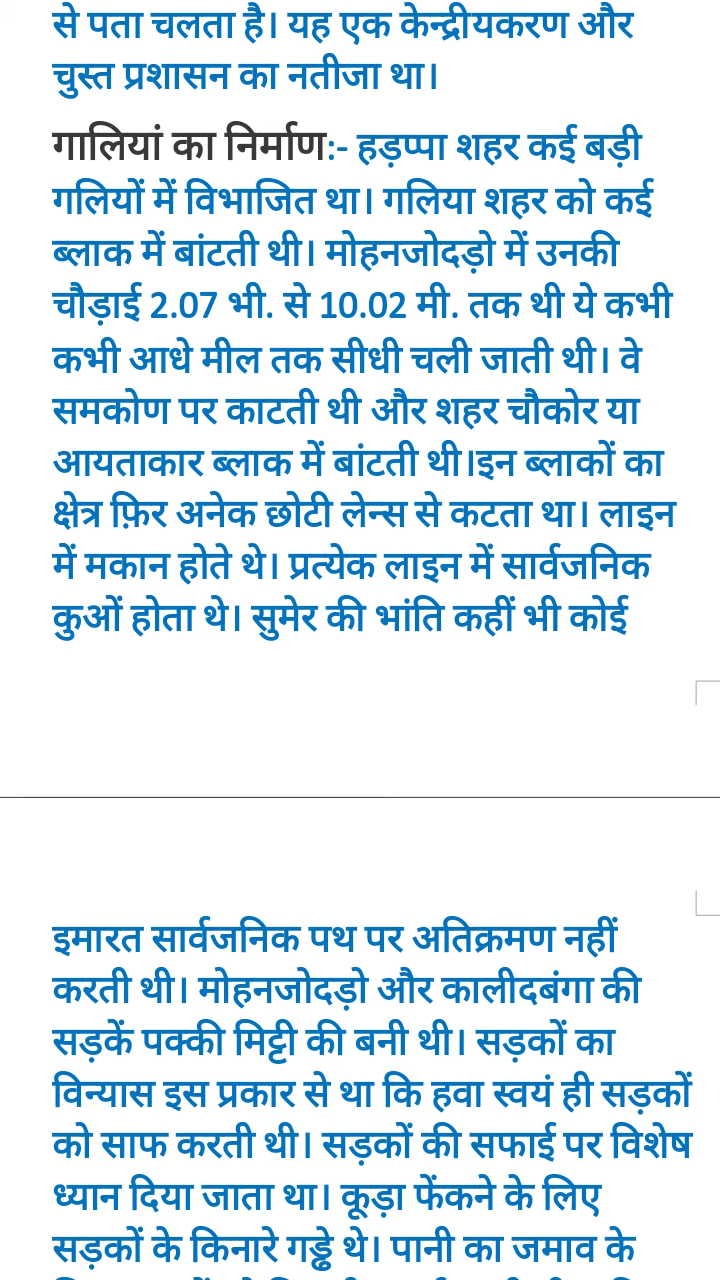 से पता चलता है। यह एक केन्द्रीयकरण और
चुस्त प्रशासन का नतीजा था।
गालियां का निर्माण:- हड़प्पा शहर कई बड़ी
गलियों में विभाजित था। गलिया शहर को कई
ब्लाक में बांटती थी। मोहनजोदड़ो में उनकी
चौड़ाई 2.07 भी. से 10.02 मी. तक थी ये कभी
कभी आधे मील तक सीधी चली जाती थी। वे
समकोण पर काटती थी और शहर चौकोर या
आयताकार ब्लाक में बांटती थी।इन ब्लाकों का
क्षेत्र फ़िर अनेक छोटी लेन्स से कटता था। लाइन
में मकान होते थे। प्रत्येक लाइन में सार्वजनिक
कुओं होता थे। सुमेर की भांति कहीं भी कोई
इमारत सार्वजनिक पथ पर अतिक्रमण नहीं
करती थी। मोहनजोदड़ो और कालीदबंगा की
सड़कें पक्की मिट्टी की बनी थी। सड़कों का
विन्यास इस प्रकार से था कि हवा स्वयं ही सड़कों
को साफ करती थी। सड़कों की सफाई पर विशेष
ध्यान दिया जाता था। कूड़ा फेंकने के लिए
सड़कों के किनारे गड्ढे थे। पानी का जमाव के